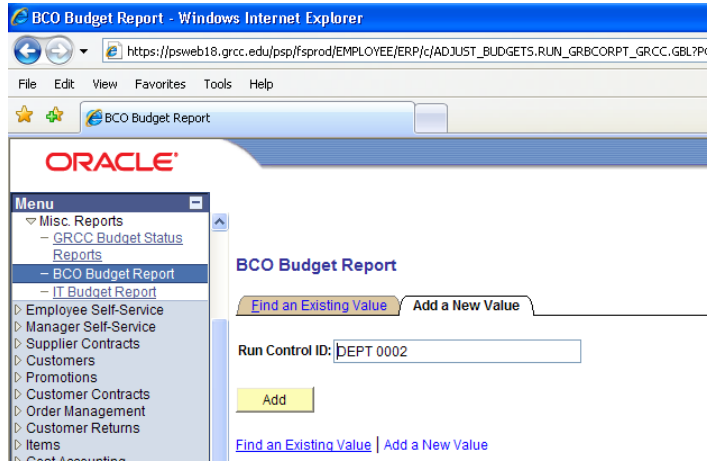 BCO Budget Report - Windows Internet Explorer
https://psweb18.grcc.edu/psp/fsprod/EMPLOYEE/ERP/c/ADJUST_BUDGETS.RUN_GRBCORPT_GRCC.GBL?PO
File Edit View Favorites Tools Help
BCO Budget Report
ORACLE
Menu
Misc. Reports
– GRCC Budget Status
Reports
– BCO Budget Report
– IT Budget Report
Employee Self-Service
Manager Self-Service
Supplier Contracts
Customers
Promotions
Customer Contracts
Order Management
Customer Returns
Items
Cost Accounting
BCO Budget Report
Find an Existing Value Add a New Value
Run Control ID: DEPT 0002
Add
Find an Existing Value | Add a New Value